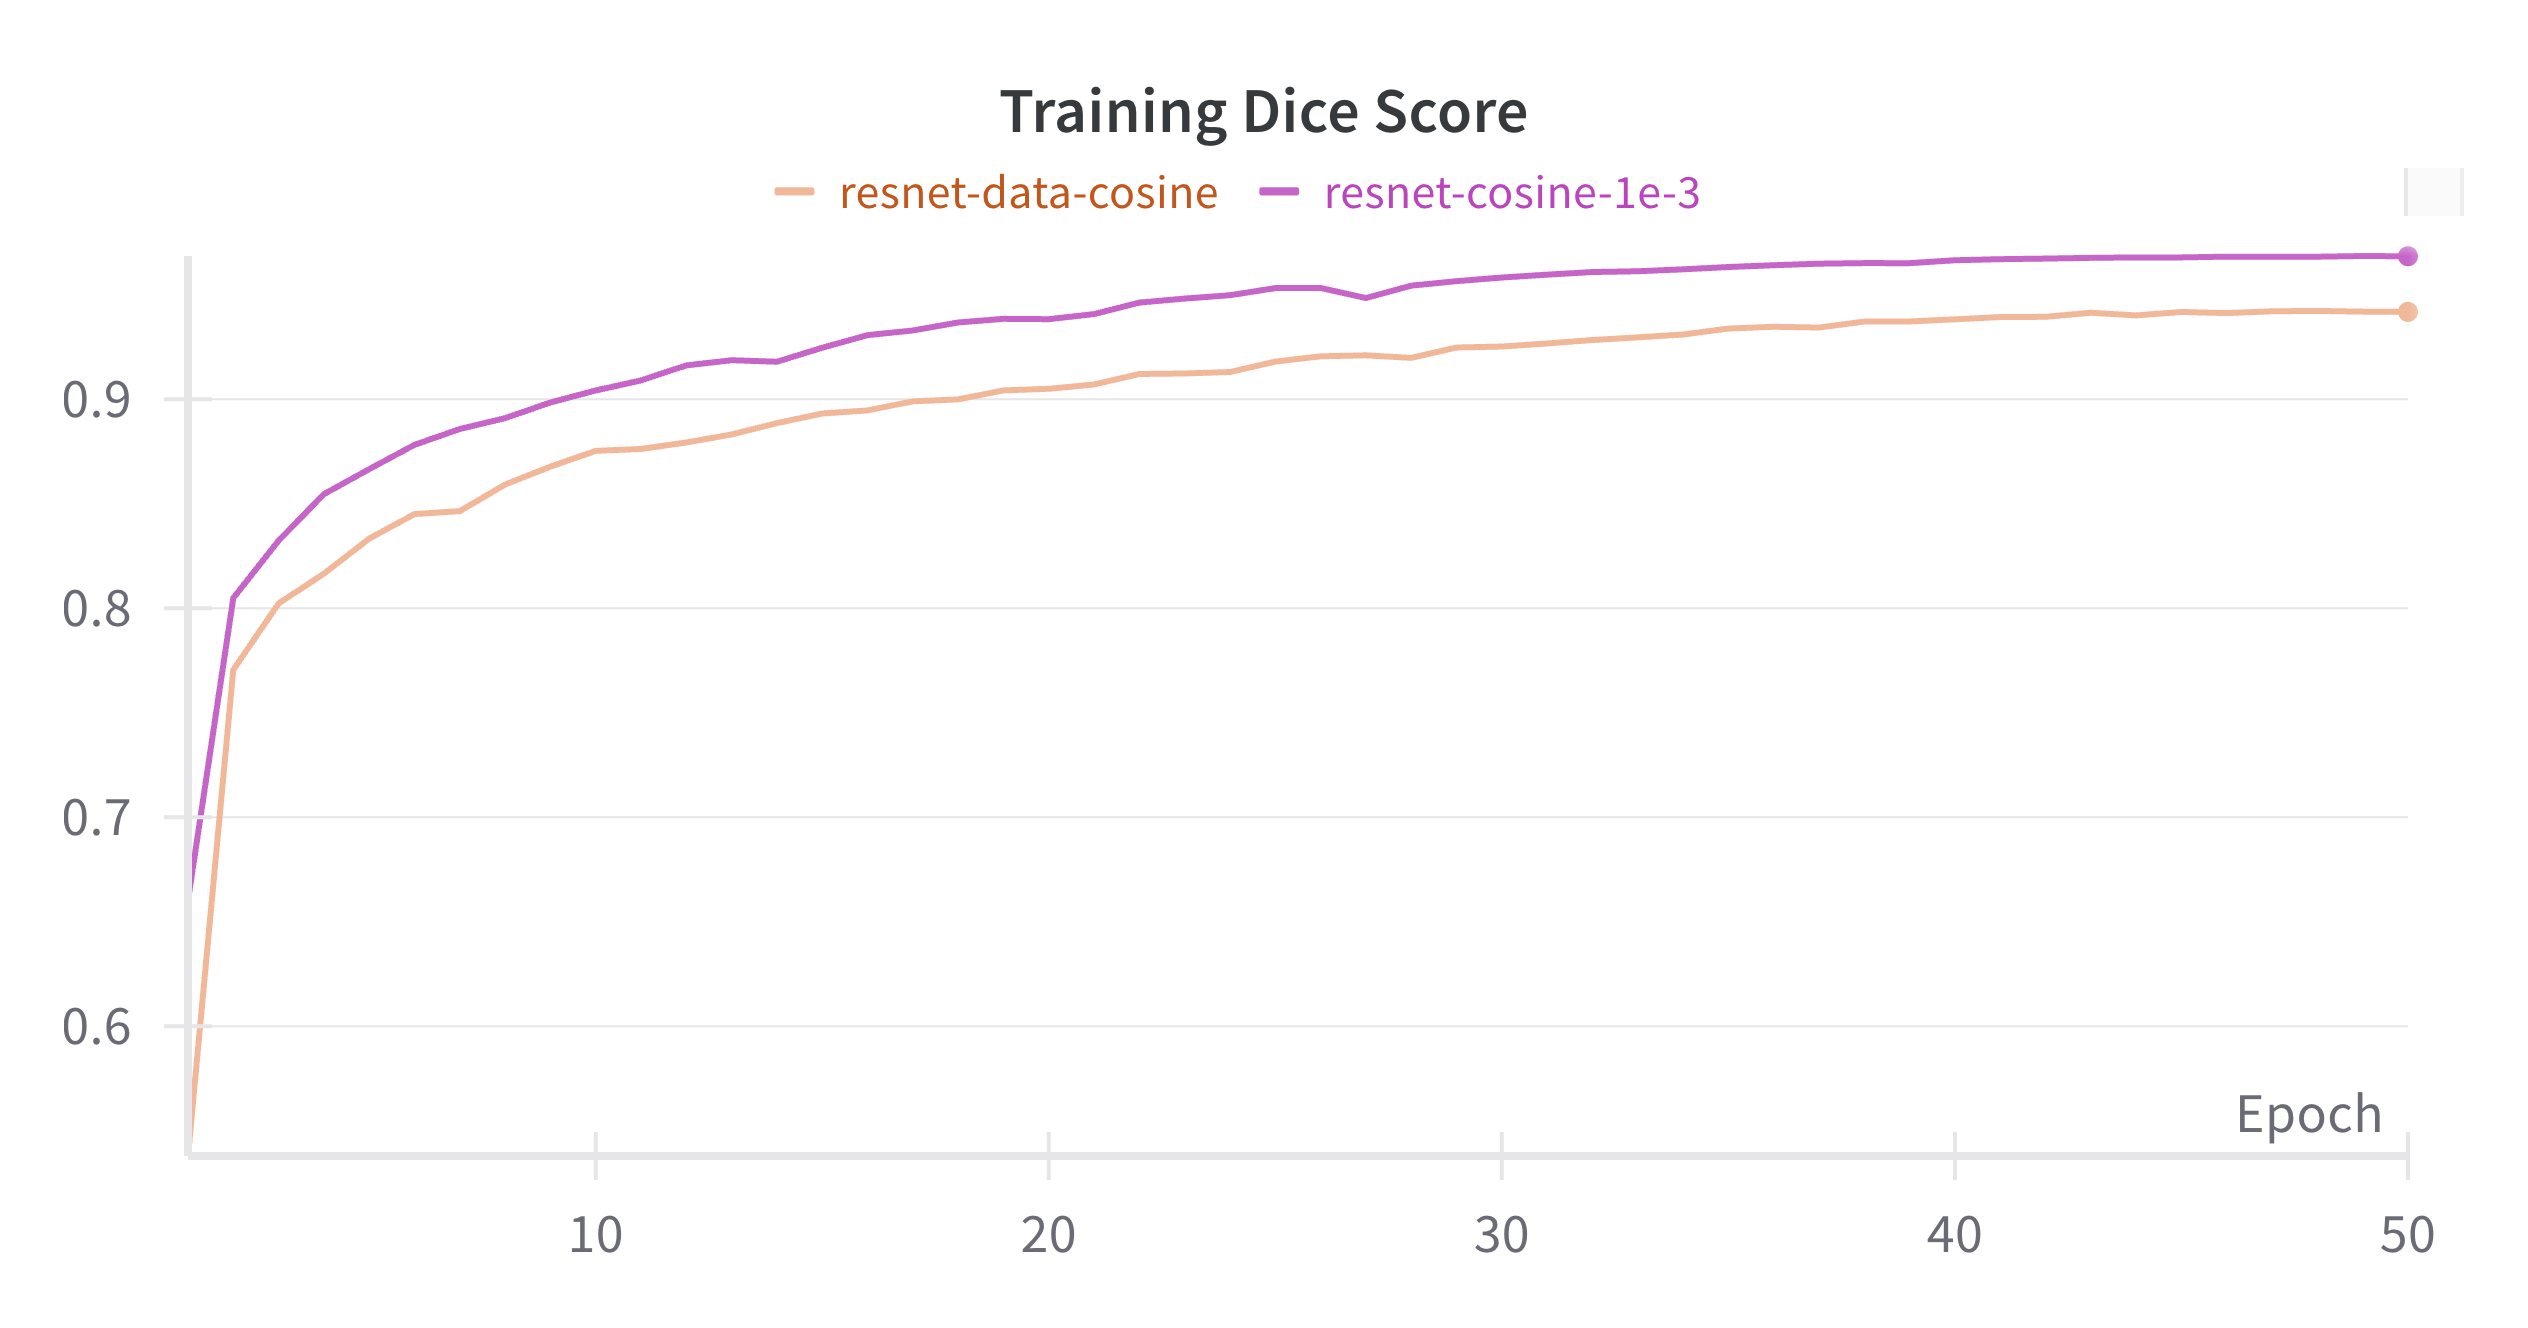 Training Dice Score
resnet-data-cosine resnet-cosine-1e-3
0.9
0.8
0.7
0.6
Epoch
10 20 30 40 50